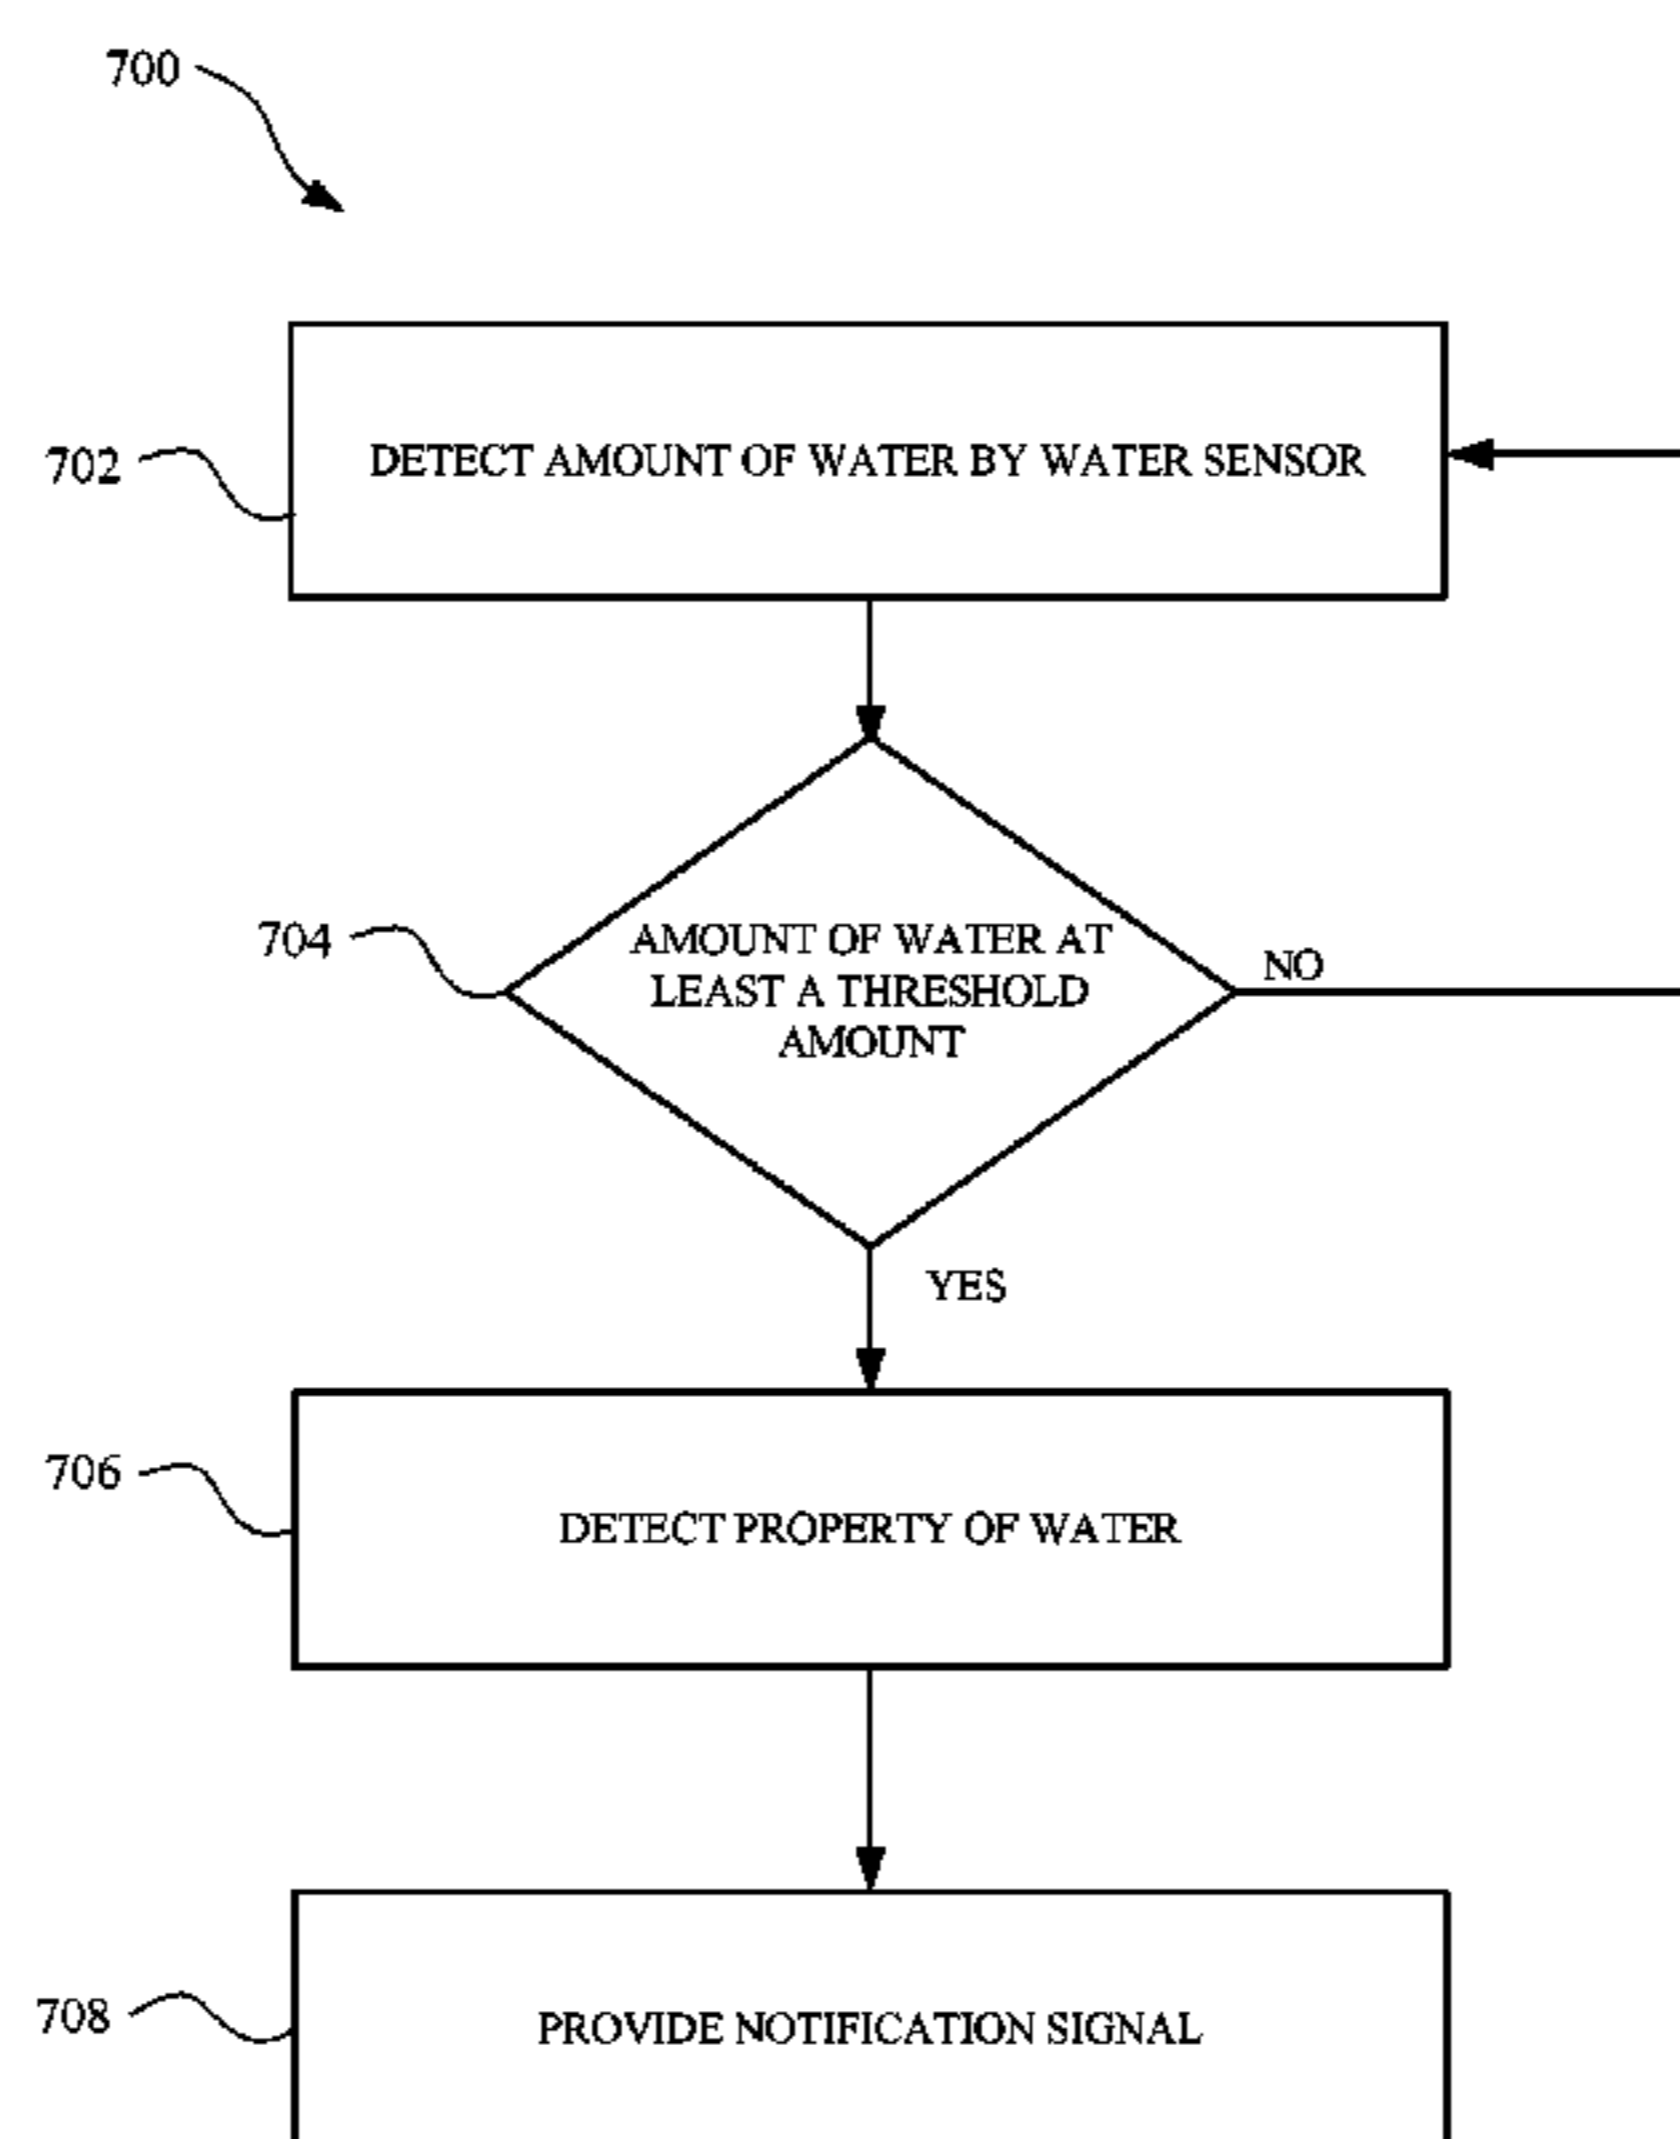 700
702
DETECT AMOUNT OF WATER BY WATER SENSOR
704
AMOUNT OF WATER AT
LEAST A THRESHOLD
AMOUNT
NO
YES
706
DETECT PROPERTY OF WATER
708
PROVIDE NOTIFICATION SIGNAL